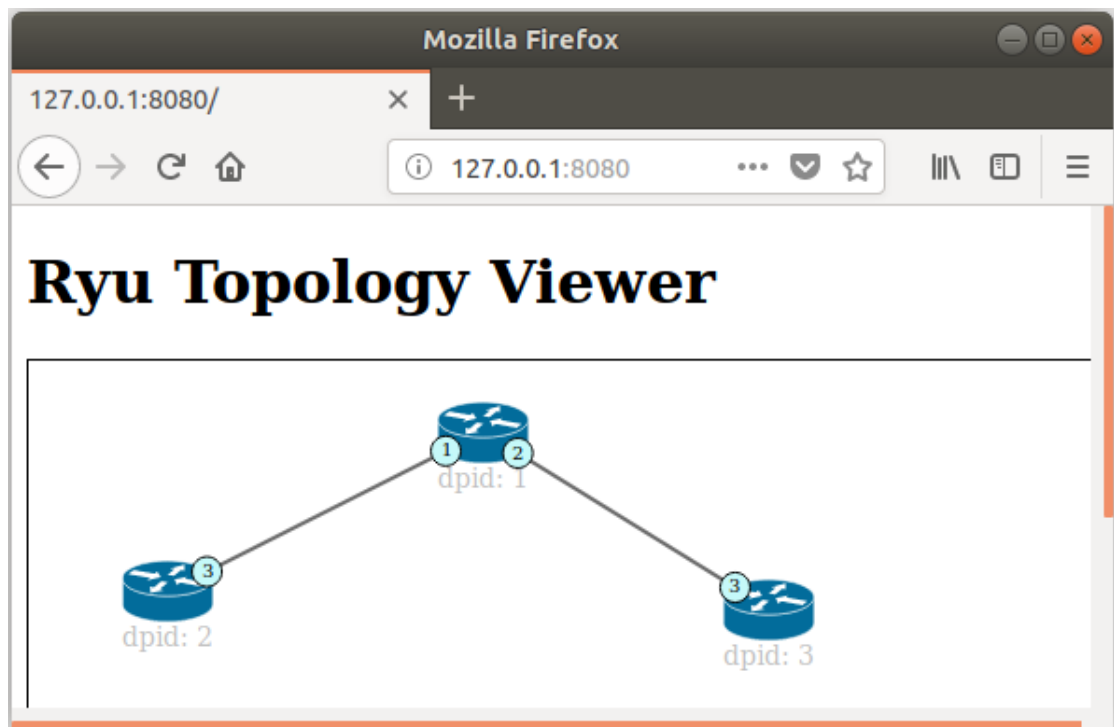 Mozilla Firefox
127.0.0.1:8080/
127.0.0.1:8080
Ryu Topology Viewer
1
2
dpid: 1
3
dpid: 2
3
dpid: 3